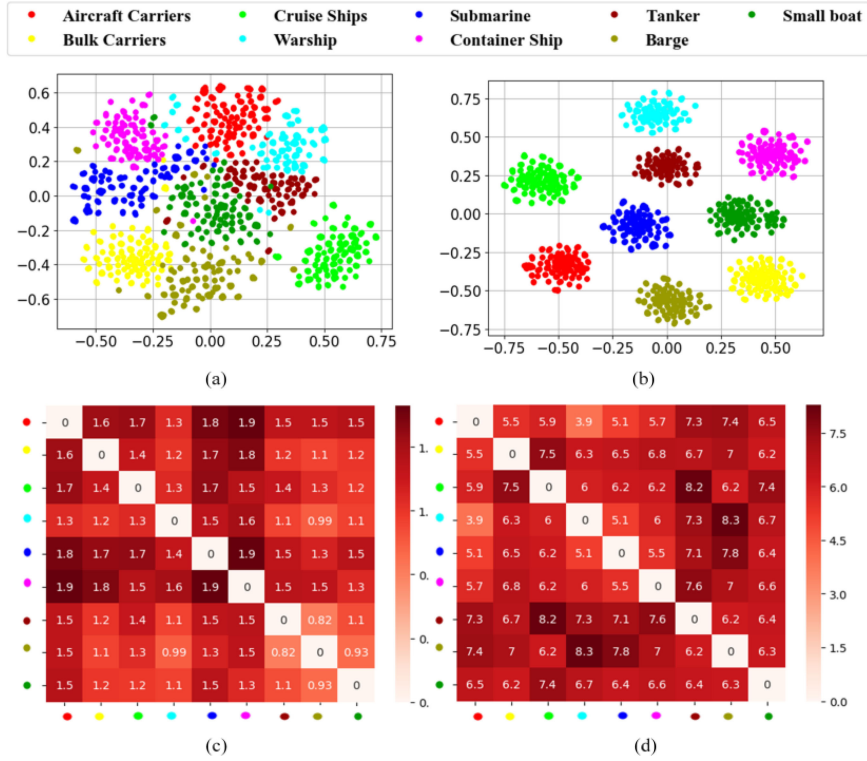 Aircraft Carriers Cruise Ships Submarine Tanker Small boat
Bulk Carriers Warship Container Ship Barge
0.6
0.4
0.2
0.0
−0.2
−0.4
−0.6
−0.50 −0.25 0.00 0.25 0.50 0.75
(a)
0.75
0.50
0.25
0.00
−0.25
−0.50
−0.75
−0.75 −0.50 −0.25 0.00 0.25 0.50
(b)
0 1.6 1.7 1.3 1.8 1.9 1.5 1.5 1.5
1.6 0 1.4 1.2 1.7 1.8 1.2 1.1 1.2
1.7 1.4 0 1.3 1.7 1.5 1.4 1.3 1.2
1.3 1.2 1.3 0 1.5 1.6 1.1 0.99 1.1
1.8 1.7 1.7 1.4 0 1.9 1.5 1.3 1.5
1.9 1.8 1.5 1.6 1.9 0 1.5 1.5 1.3
1.5 1.2 1.4 1.1 1.5 1.5 0 0.82 1.1
1.5 1.1 1.3 0.99 1.3 1.5 0.82 0 0.93
1.5 1.2 1.2 1.1 1.5 1.3 1.1 0.93 0
1.
1.
0.
0.
0.
(c)
0 5.5 5.9 3.9 5.1 5.7 7.3 7.4 6.5
5.5 0 7.5 6.3 6.5 6.8 6.7 7 6.2
5.9 7.5 0 6 6.2 6.2 8.2 6.2 7.4
3.9 6.3 6 0 5.1 6 7.3 8.3 6.7
5.1 6.5 6.2 5.1 0 5.5 7.1 7.8 6.4
5.7 6.8 6.2 6 5.5 0 7.6 7 6.6
7.3 6.7 8.2 7.3 7.1 7.6 0 6.2 6.4
7.4 7 6.2 8.3 7.8 7 6.2 0 6.3
6.5 6.2 7.4 6.7 6.4 6.6 6.4 6.3 0
7.5
6.0
4.5
3.0
1.5
0.0
(d)